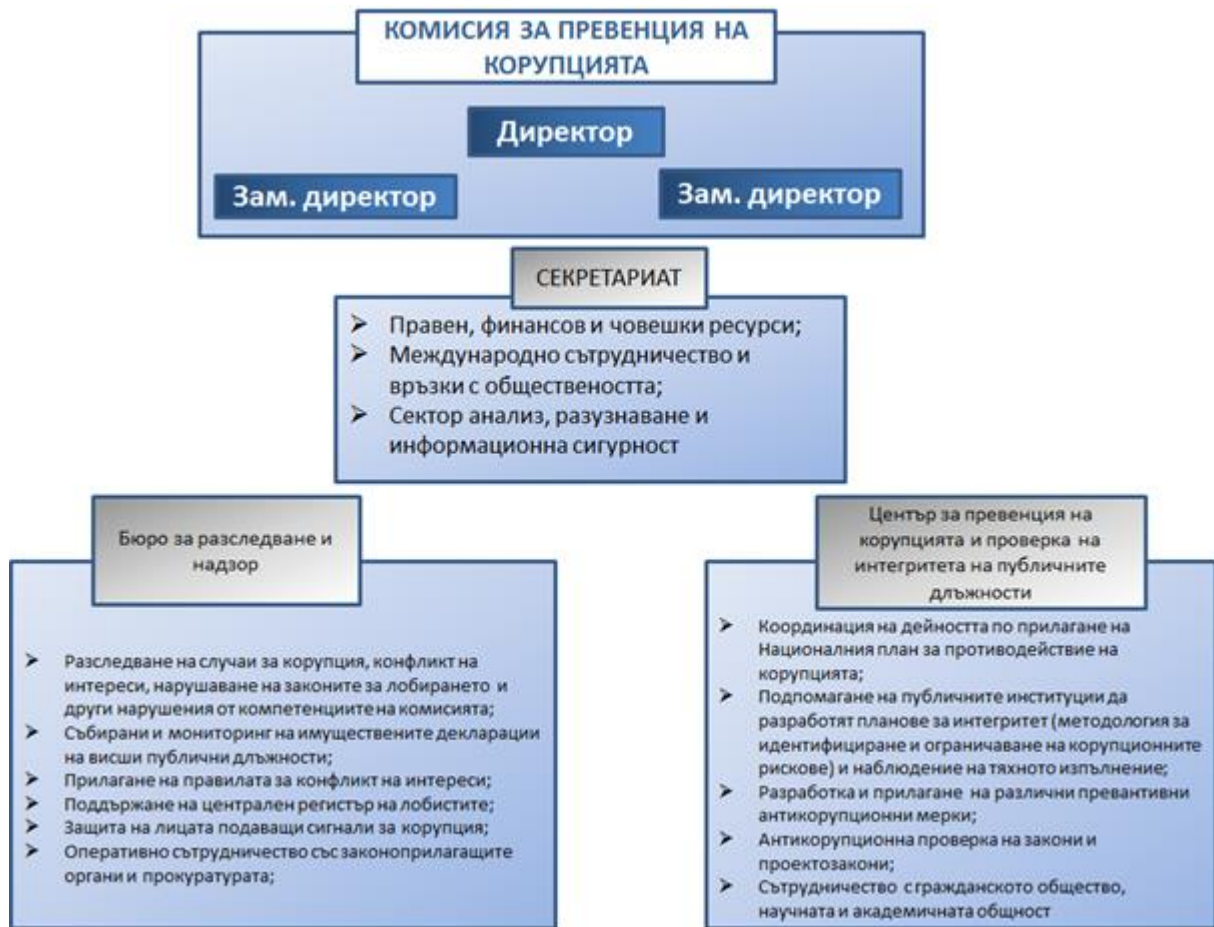 КОМИСИЯ ЗА ПРЕВЕНЦИЯ НА
КОРУПЦИЯТА
Директор
Зам. директор
Зам. директор
СЕКРЕТАРИАТ
➢ Правен, финансов и човешки ресурси;
➢ Международно сътрудничество и
връзки с обществеността;
➢ Сектор анализ, разузнаване и
информационна сигурност
Бюро за разследване и
надзор
➢ Разследване на случаи за корупция, конфликт на
интереси, нарушаване на законите за лобирането и
други нарушения от компетенциите на комисията;
➢ Събирани и мониторинг на имуществените декларации
на висши публични длъжности;
➢ Прилагане на правилата за конфликт на интереси;
➢ Поддържане на централен регистър на лобистите;
➢ Защита на лицата подаващи сигнали за корупция;
➢ Оперативно сътрудничество със законоприлагащите
органи и прокуратурата;
Център за превенция на
корупцията и проверка на
интегритета на публичните
длъжности
➢ Координация на дейността по прилагане на
Националния план за противодействие на
корупцията;
➢ Подпомагане на публичните институции да
разработят планове за интегритет (методология за
идентифициране и ограничаване на корупционните
рискове) и наблюдение на тяхното изпълнение;
➢ Разработка и прилагане на различни превантивни
антикорупционни мерки;
➢ Антикорупционна проверка на закони и
проектозакони;
➢ Сътрудничество с гражданското общество,
научната и академичната общност